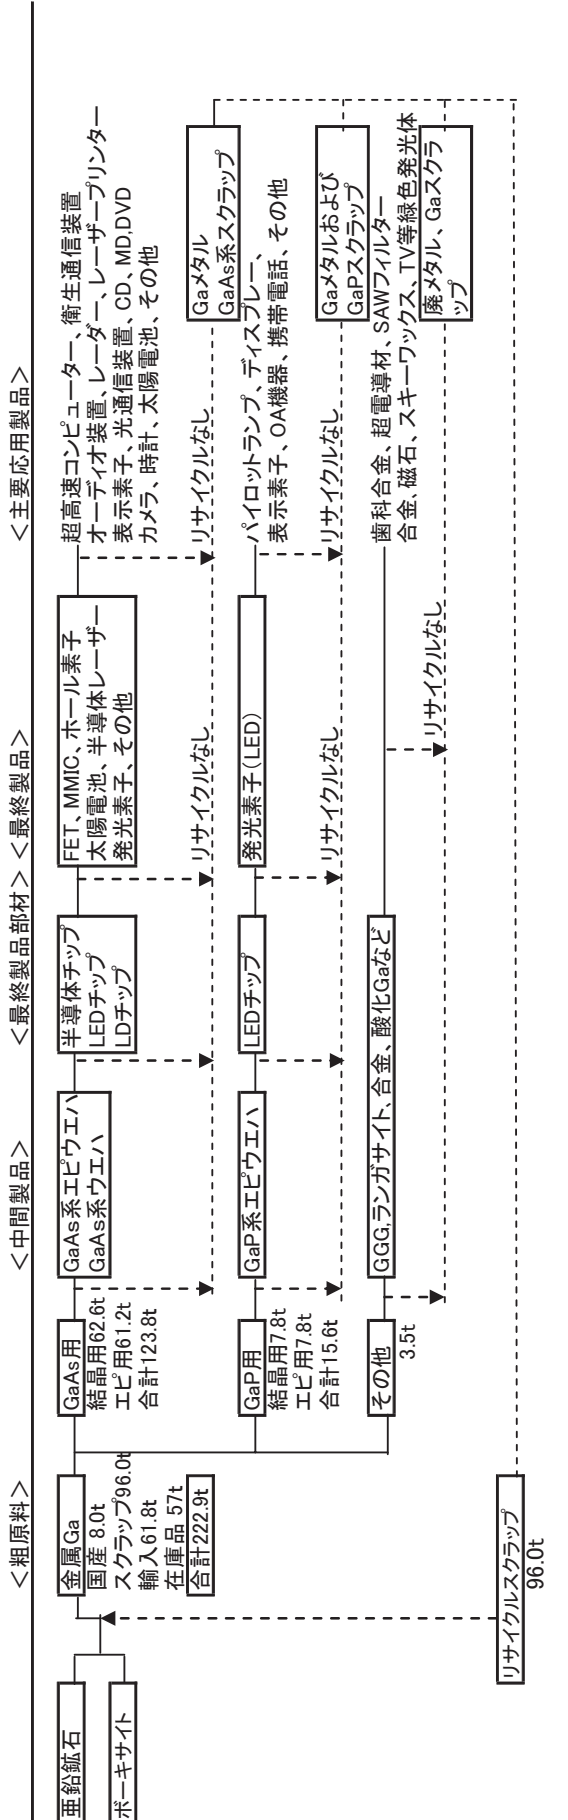 ＜粗原料＞
＜中間製品＞
＜最終製品部材＞
＜最終製品＞
＜主要応用製品＞
亜鉛鉱石
ボーキサイト
金属Ga
国産 8.0t
スクラップ96.0t
輸入61.8t
在庫品 57t
合計222.9t
GaAs用
結晶用62.6t
エピ用61.2t
合計123.8t
GaAs系エピウエハ
GaAs系ウエハ
半導体チップ
LEDチップ
LDチップ
FET、MMIC、ホール素子
太陽電池、半導体レーザー
発光素子、その他
超高速コンピューター、衛生通信装置
オーディオ装置、レーダー、レーザープリンター
表示素子、光通信装置、CD、MD,DVD
カメラ、時計、太陽電池、その他
リサイクルなし
リサイクルなし
Gaメタル
GaAs系スクラップ
GaP用
結晶用7.8t
エピ用7.8t
合計15.6t
GaP系エピウエハ
LEDチップ
発光素子（LED）
パイロットランプ、ディスプレー、
表示素子、OA機器、携帯電話、その他
リサイクルなし
リサイクルなし
Gaメタルおよび
GaPスクラップ
その他
3.5t
GGG,ランガサイト、合金、酸化Gaなど
歯科合金、超電導材、SAWフィルター
合金、磁石、スキーワックス、TV等緑色発光体
リサイクルなし
廃メタル、Gaスクラ
ップ
リサイクルスクラップ
96.0t